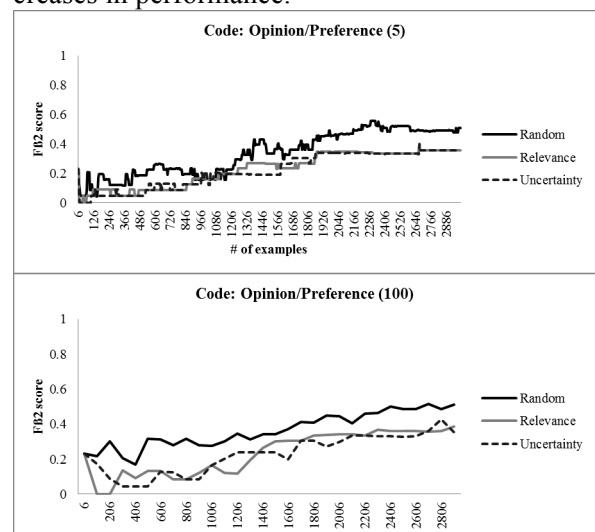 creases in performance.
Code: Opinion/Preference (5)
1
0.8
0.6
0.4
0.2
0
Fß2 score
6 126 246 366 486 606 726 846 966 1086 1206 1326 1446 1566 1686 1806 1926 2046 2166 2286 2406 2526 2646 2766 2886
# of examples
Random
Relevance
Uncertainty
Code: Opinion/Preference (100)
1
0.8
0.6
0.4
0.2
0
Fß2 score
6 206 406 606 806 1006 1206 1406 1606 1806 2006 2206 2406 2606 2806
Random
Relevance
Uncertainty